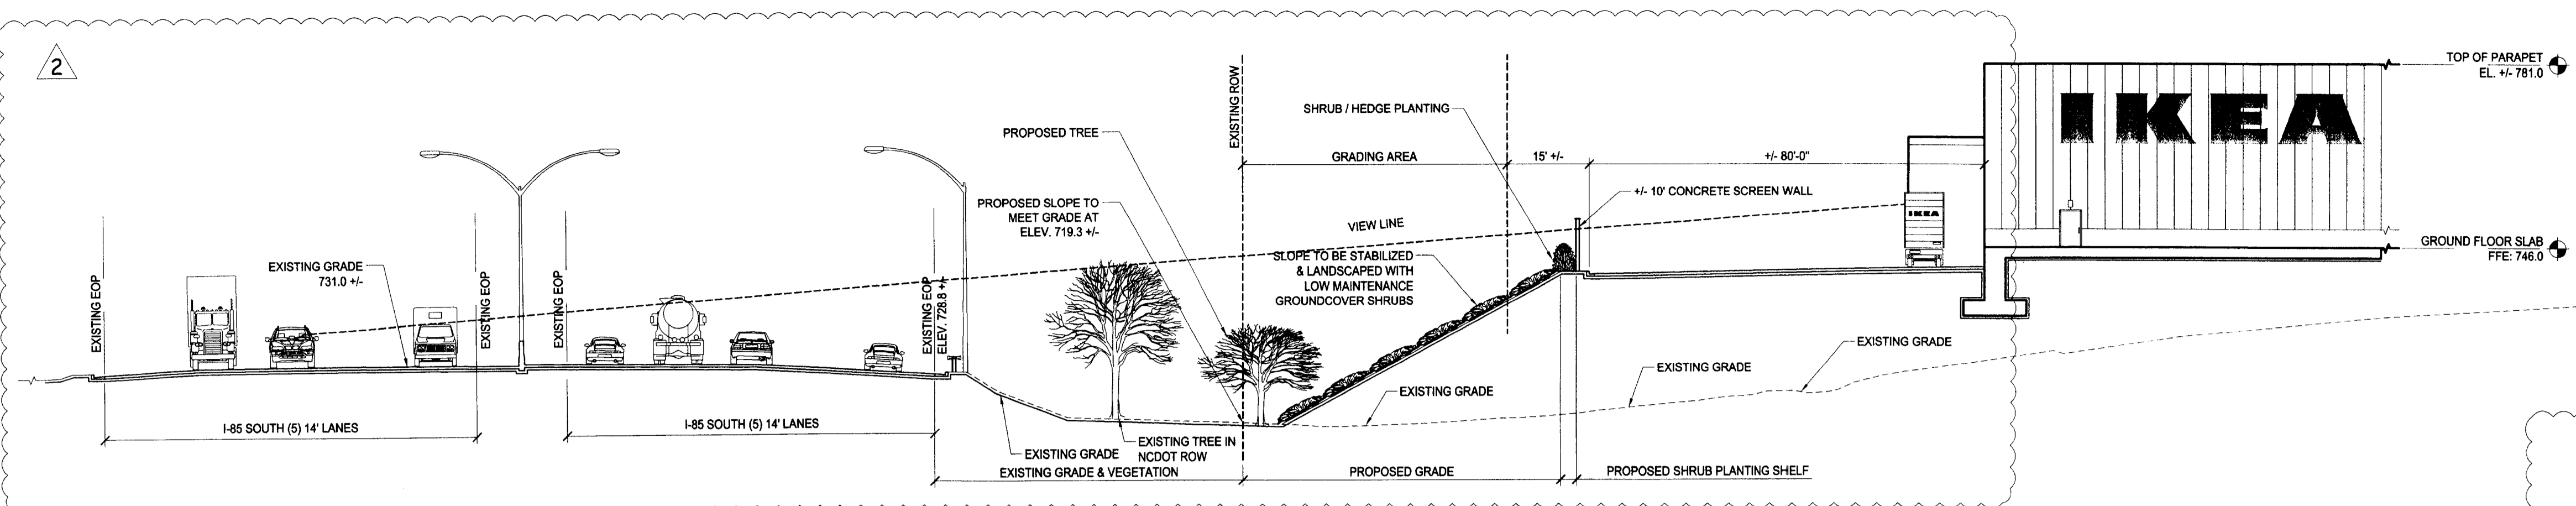 2
TOP OF PARAPET
EL. +/- 781.0
IKEA
EXISTING ROW
SHRUB / HEDGE PLANTING
PROPOSED TREE
GRADING AREA
15' +/-
+/- 80'-0"
+/- 10' CONCRETE SCREEN WALL
PROPOSED SLOPE TO
MEET GRADE AT
ELEV. 719.3 +/-
VIEW LINE
IKEA
GROUND FLOOR SLAB
FFE: 746.0
SLOPE TO BE STABILIZED
& LANDSCAPED WITH
LOW MAINTENANCE
GROUNDCOVER SHRUBS
EXISTING GRADE
731.0 +/-
EXISTING EOP
EXISTING EOP
EXISTING EOP
EXISTING EOP
ELEV. 728.8 +/-
EXISTING GRADE
EXISTING GRADE
EXISTING GRADE
I-85 SOUTH (5) 14' LANES
I-85 SOUTH (5) 14' LANES
EXISTING GRADE
EXISTING TREE IN
NCDOT ROW
EXISTING GRADE & VEGETATION
PROPOSED GRADE
PROPOSED SHRUB PLANTING SHELF